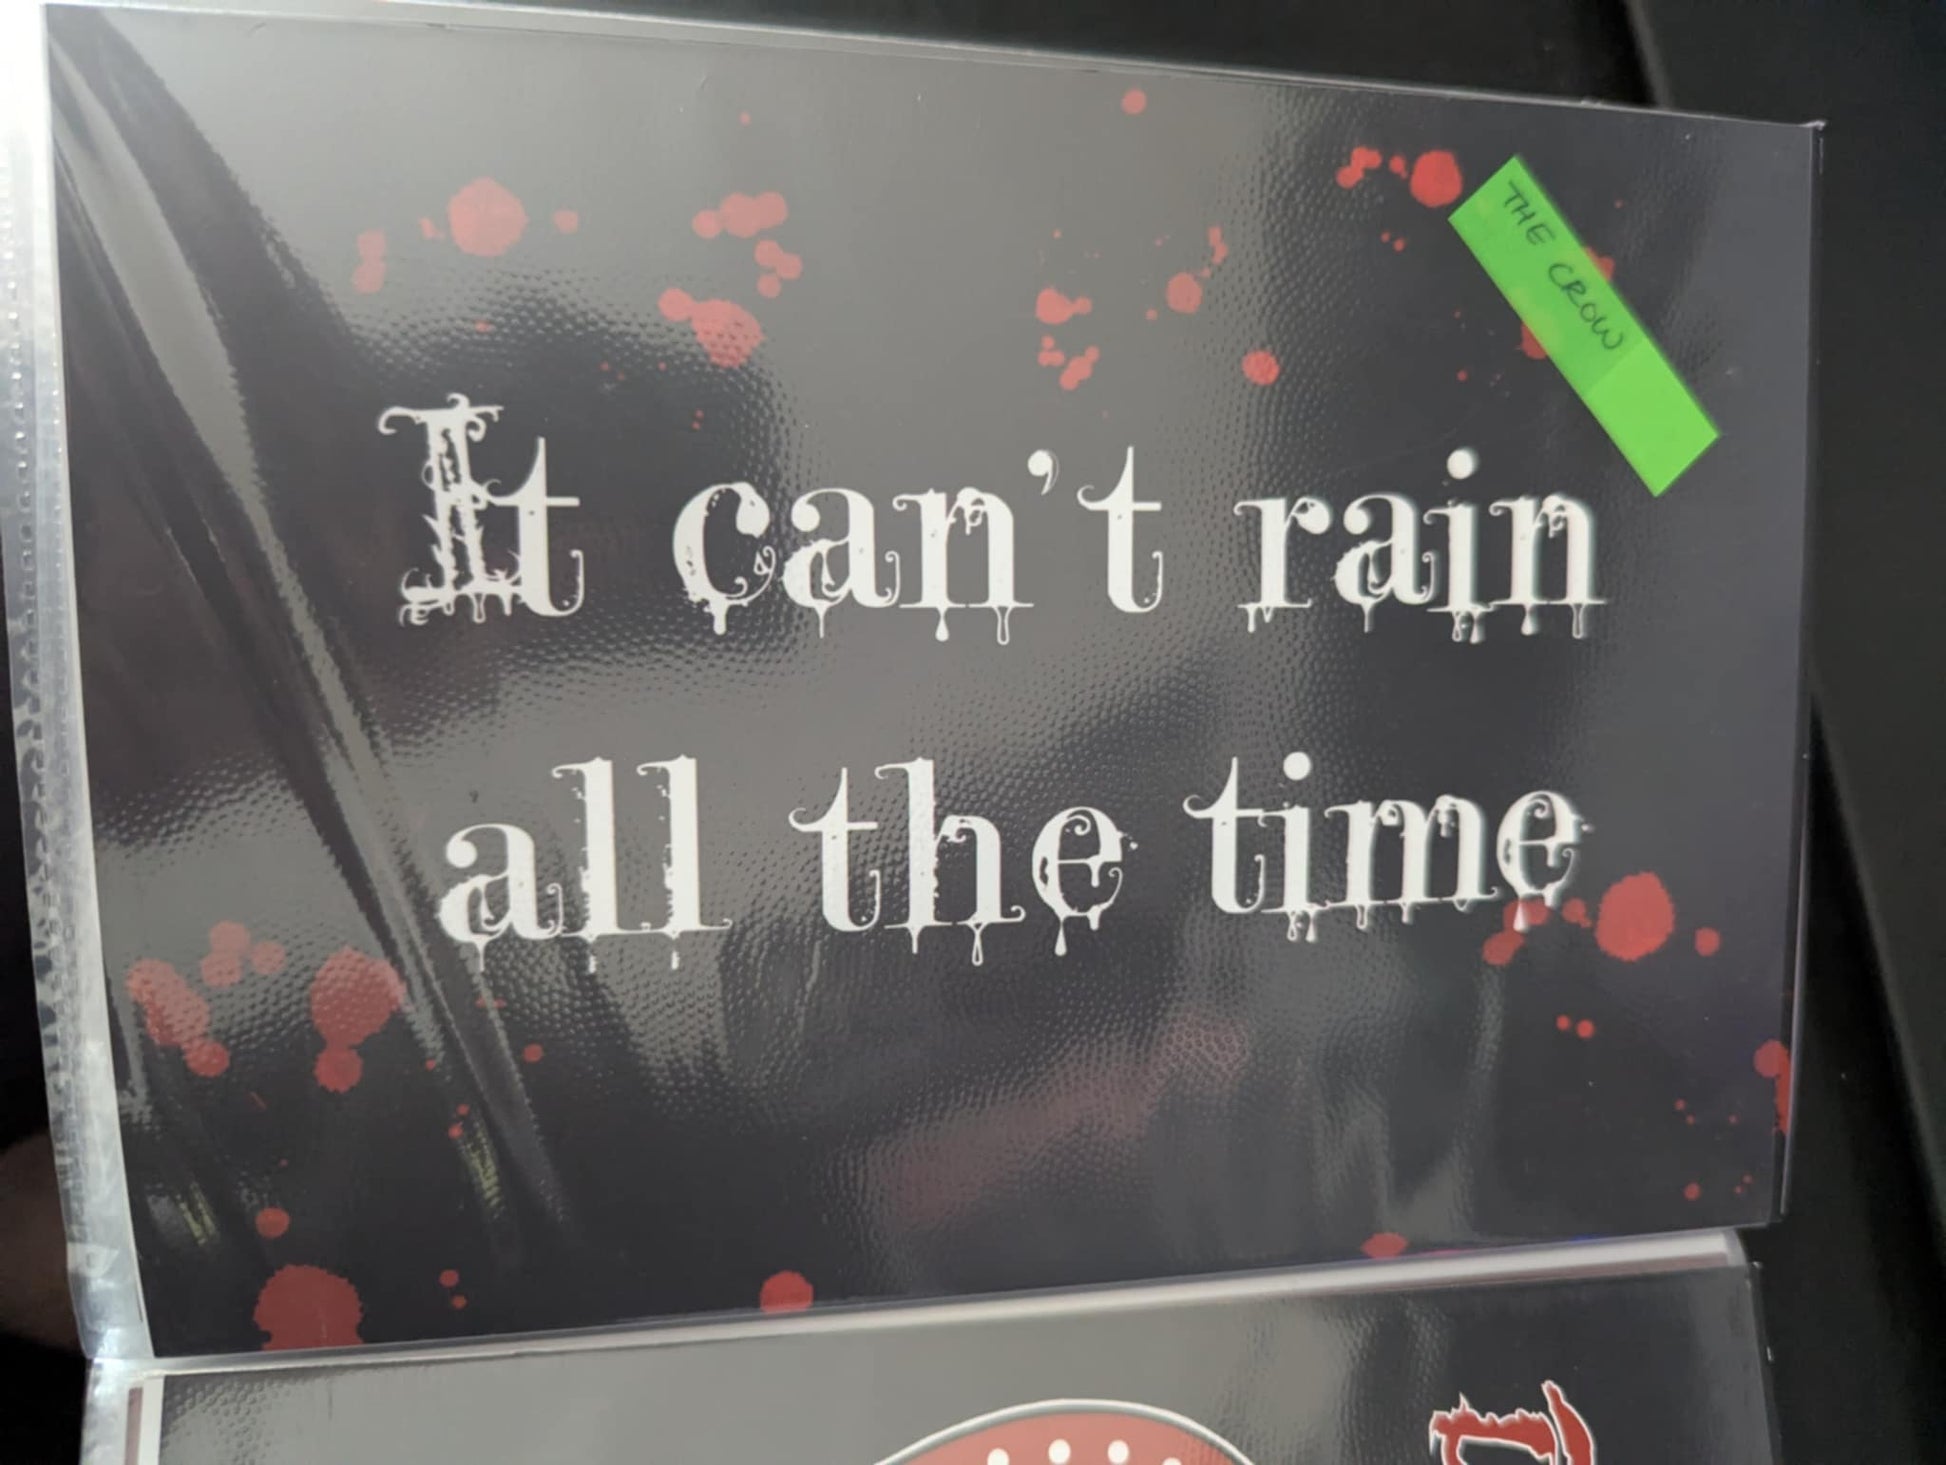 THE CROW
It can't rain
all the time